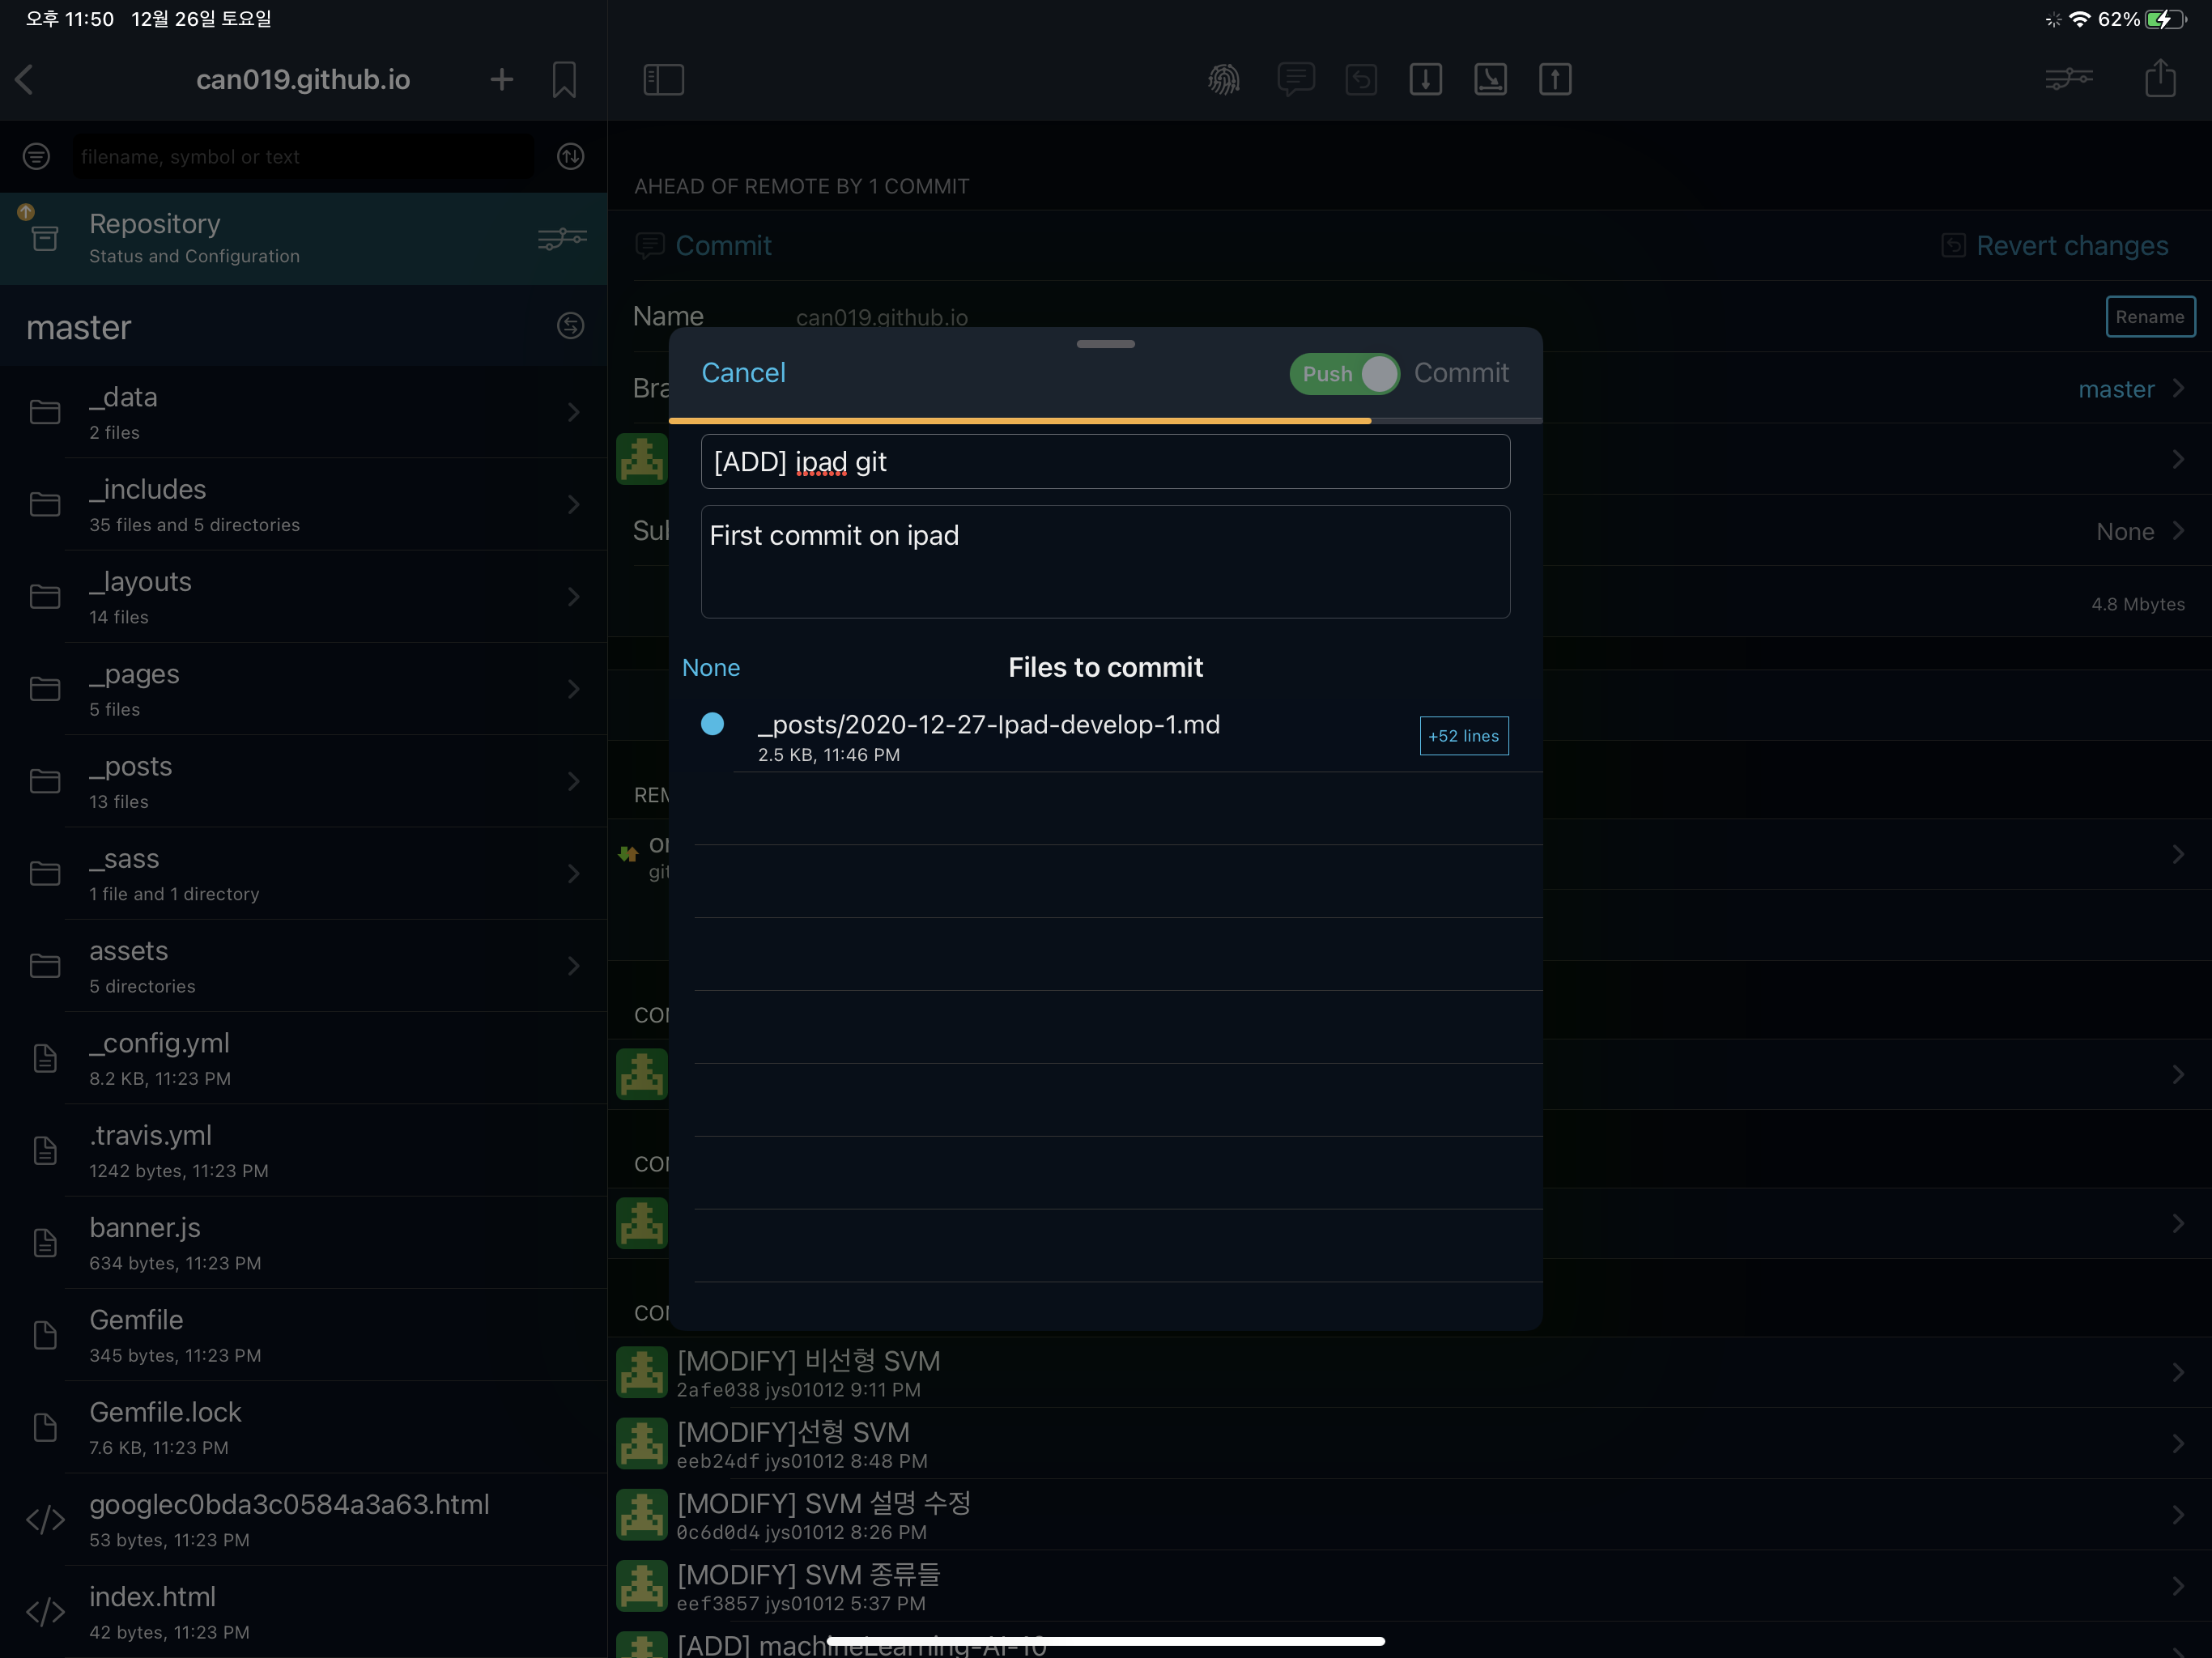 오후 11:50 12월 26일 토요일
62%
can019.github.io
filename, symbol or text
Repository
Status and Configuration
master
_data
2 files
_includes
35 files and 5 directories
_layouts
14 files
_pages
5 files
_posts
13 files
_sass
1 file and 1 directory
assets
5 directories
_config.yml
8.2 KB, 11:23 PM
.travis.yml
1242 bytes, 11:23 PM
banner.js
634 bytes, 11:23 PM
Gemfile
345 bytes, 11:23 PM
Gemfile.lock
7.6 KB, 11:23 PM
googlec0bda3c0584a3a63.html
53 bytes, 11:23 PM
index.html
42 bytes, 11:23 PM
AHEAD OF REMOTE BY 1 COMMIT
Commit Revert changes
Name can019.github.io Rename
Bra master
Sul None
4.8 Mbytes
REM
or
git
COM
COM
COM
Cancel Push Commit
[ADD] ipad git
First commit on ipad
None Files to commit
_posts/2020-12-27-Ipad-develop-1.md
2.5 KB, 11:46 PM
+52 lines
[MODIFY] 비선형 SVM
2afe038 jys01012 9:11 PM
[MODIFY]선형 SVM
eeb24df jys01012 8:48 PM
[MODIFY] SVM 설명 수정
0c6d0d4 jys01012 8:26 PM
[MODIFY] SVM 종류들
eef3857 jys01012 5:37 PM
[ADD] machineLearning-AI-10